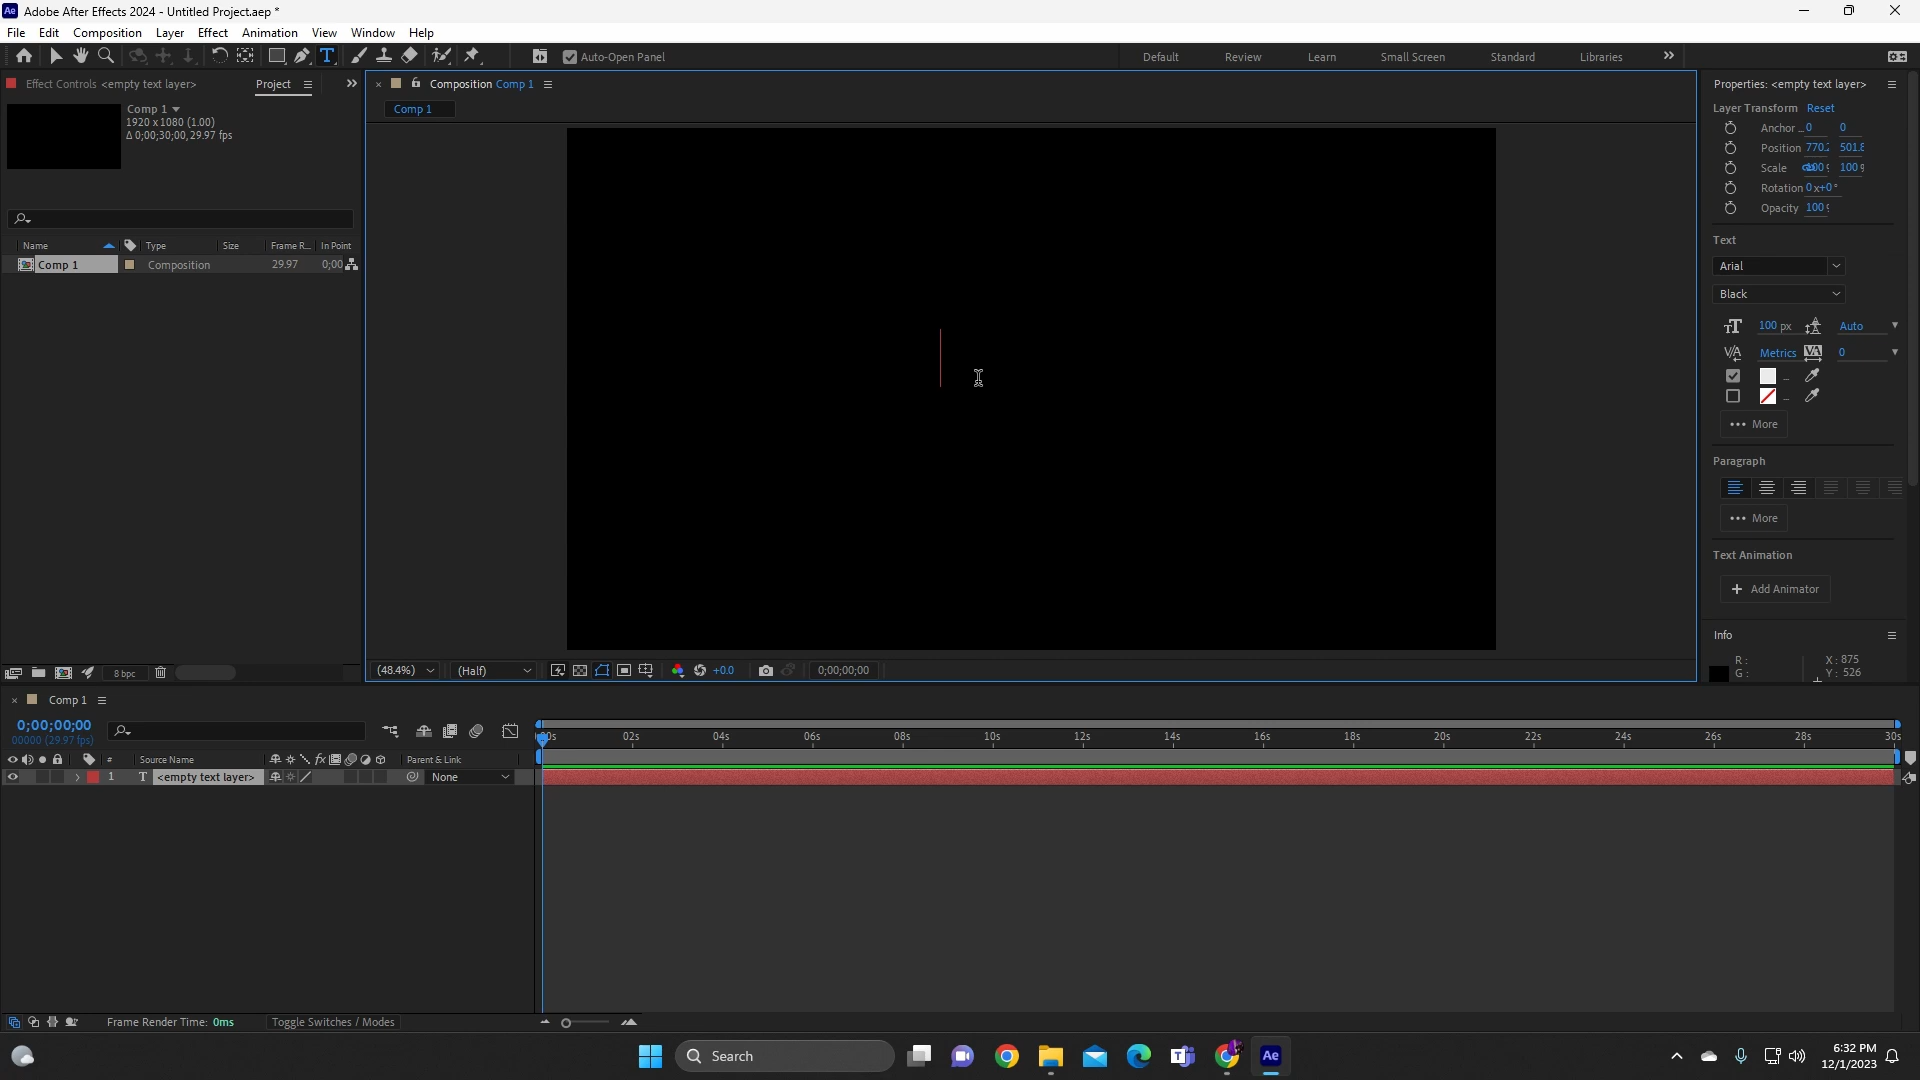 Adobe After Effects 2024 - Untitled Project.aep *
File Edit Composition Layer Effect Animation View Window Help
Auto-Open Panel Default Review Learn Small Screen Standard Libraries
Effect Controls <empty text layer> Project
Composition Comp 1
Comp 1
Comp 1
1920 x 1080 (1.00)
Δ 0;00;30;00, 29.97 fps
Name Type Size Frame R... In Point
Comp 1 Composition 29.97 0;00
8 bpc
(48.4%) (Half) +0.0 0;00;00;00
Properties: <empty text layer>
Layer Transform Reset
Anchor ... 0 0
Position 770. 501.
Scale 100 100
Rotation 0x+0°
Opacity 100
Text
Arial
Black
100 px Auto
Metrics 0
More
Paragraph
More
Text Animation
Add Animator
Info
R: X: 875
G: Y: 526
Comp 1
0;00;00;00
00000 (29.97 fps)
02s 04s 06s 08s 10s 12s 14s 16s 18s 20s 22s 23s 26s 28s 30s
# Source Name fx Parent & Link
1 T <empty text layer> None
Frame Render Time: 0ms Toggle Switches / Modes
Search
Ae
6:32 PM
12/1/2023